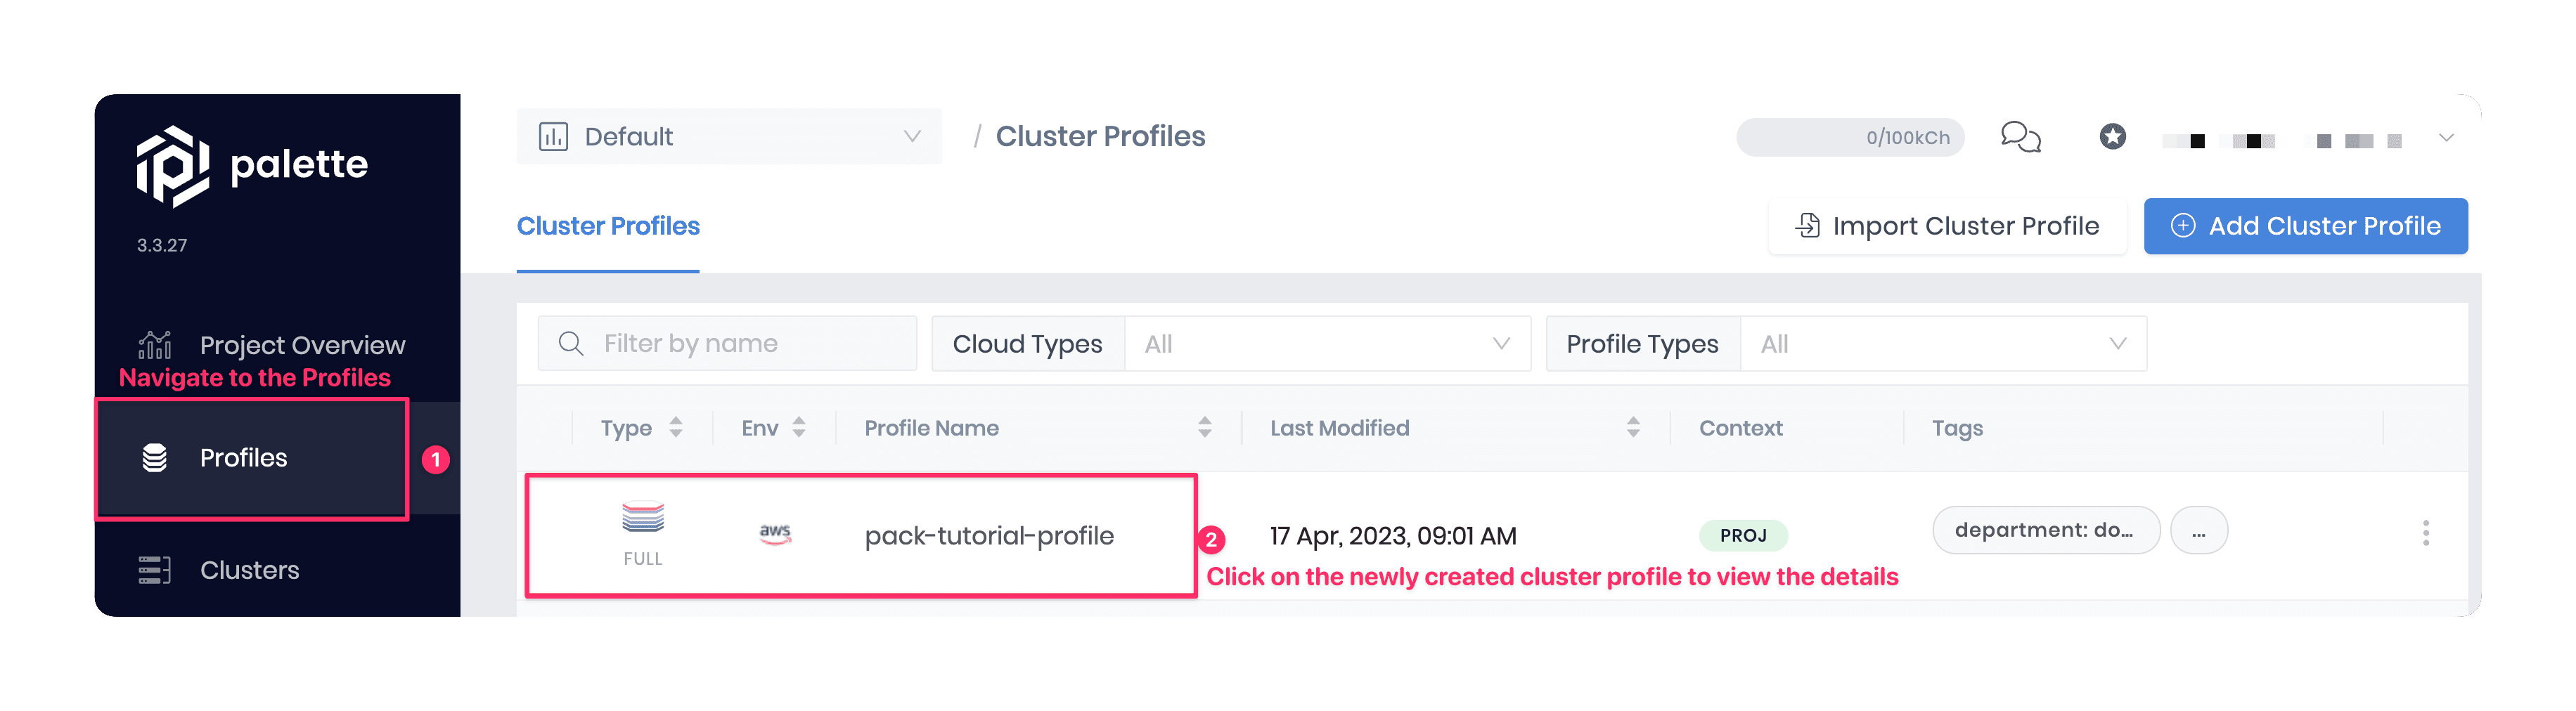 palette
3.3.27
Project Overview
Navigate to the Profiles
Profiles
1
Clusters
Default
/ Cluster Profiles
0/100kCh
Cluster Profiles
Import Cluster Profile
Add Cluster Profile
Filter by name
Cloud Types
All
Profile Types
All
Type
Env
Profile Name
Last Modified
Context
Tags
FULL
aws
pack-tutorial-profile
2
17 Apr, 2023, 09:01 AM
PROJ
department: do...
...
Click on the newly created cluster profile to view the details